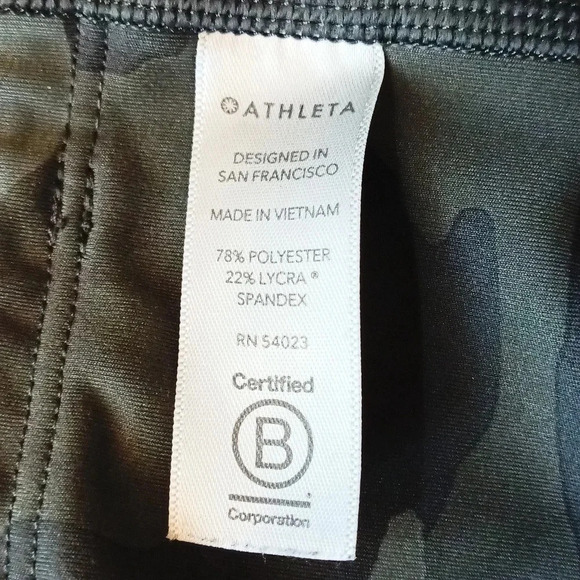 ATHLETA
DESIGNED IN
SAN FRANCISCO
MADE IN VIETNAM
78% POLYESTER
22% LYCRA®
SPANDEX
RN 54023
Certified
B
Corporation